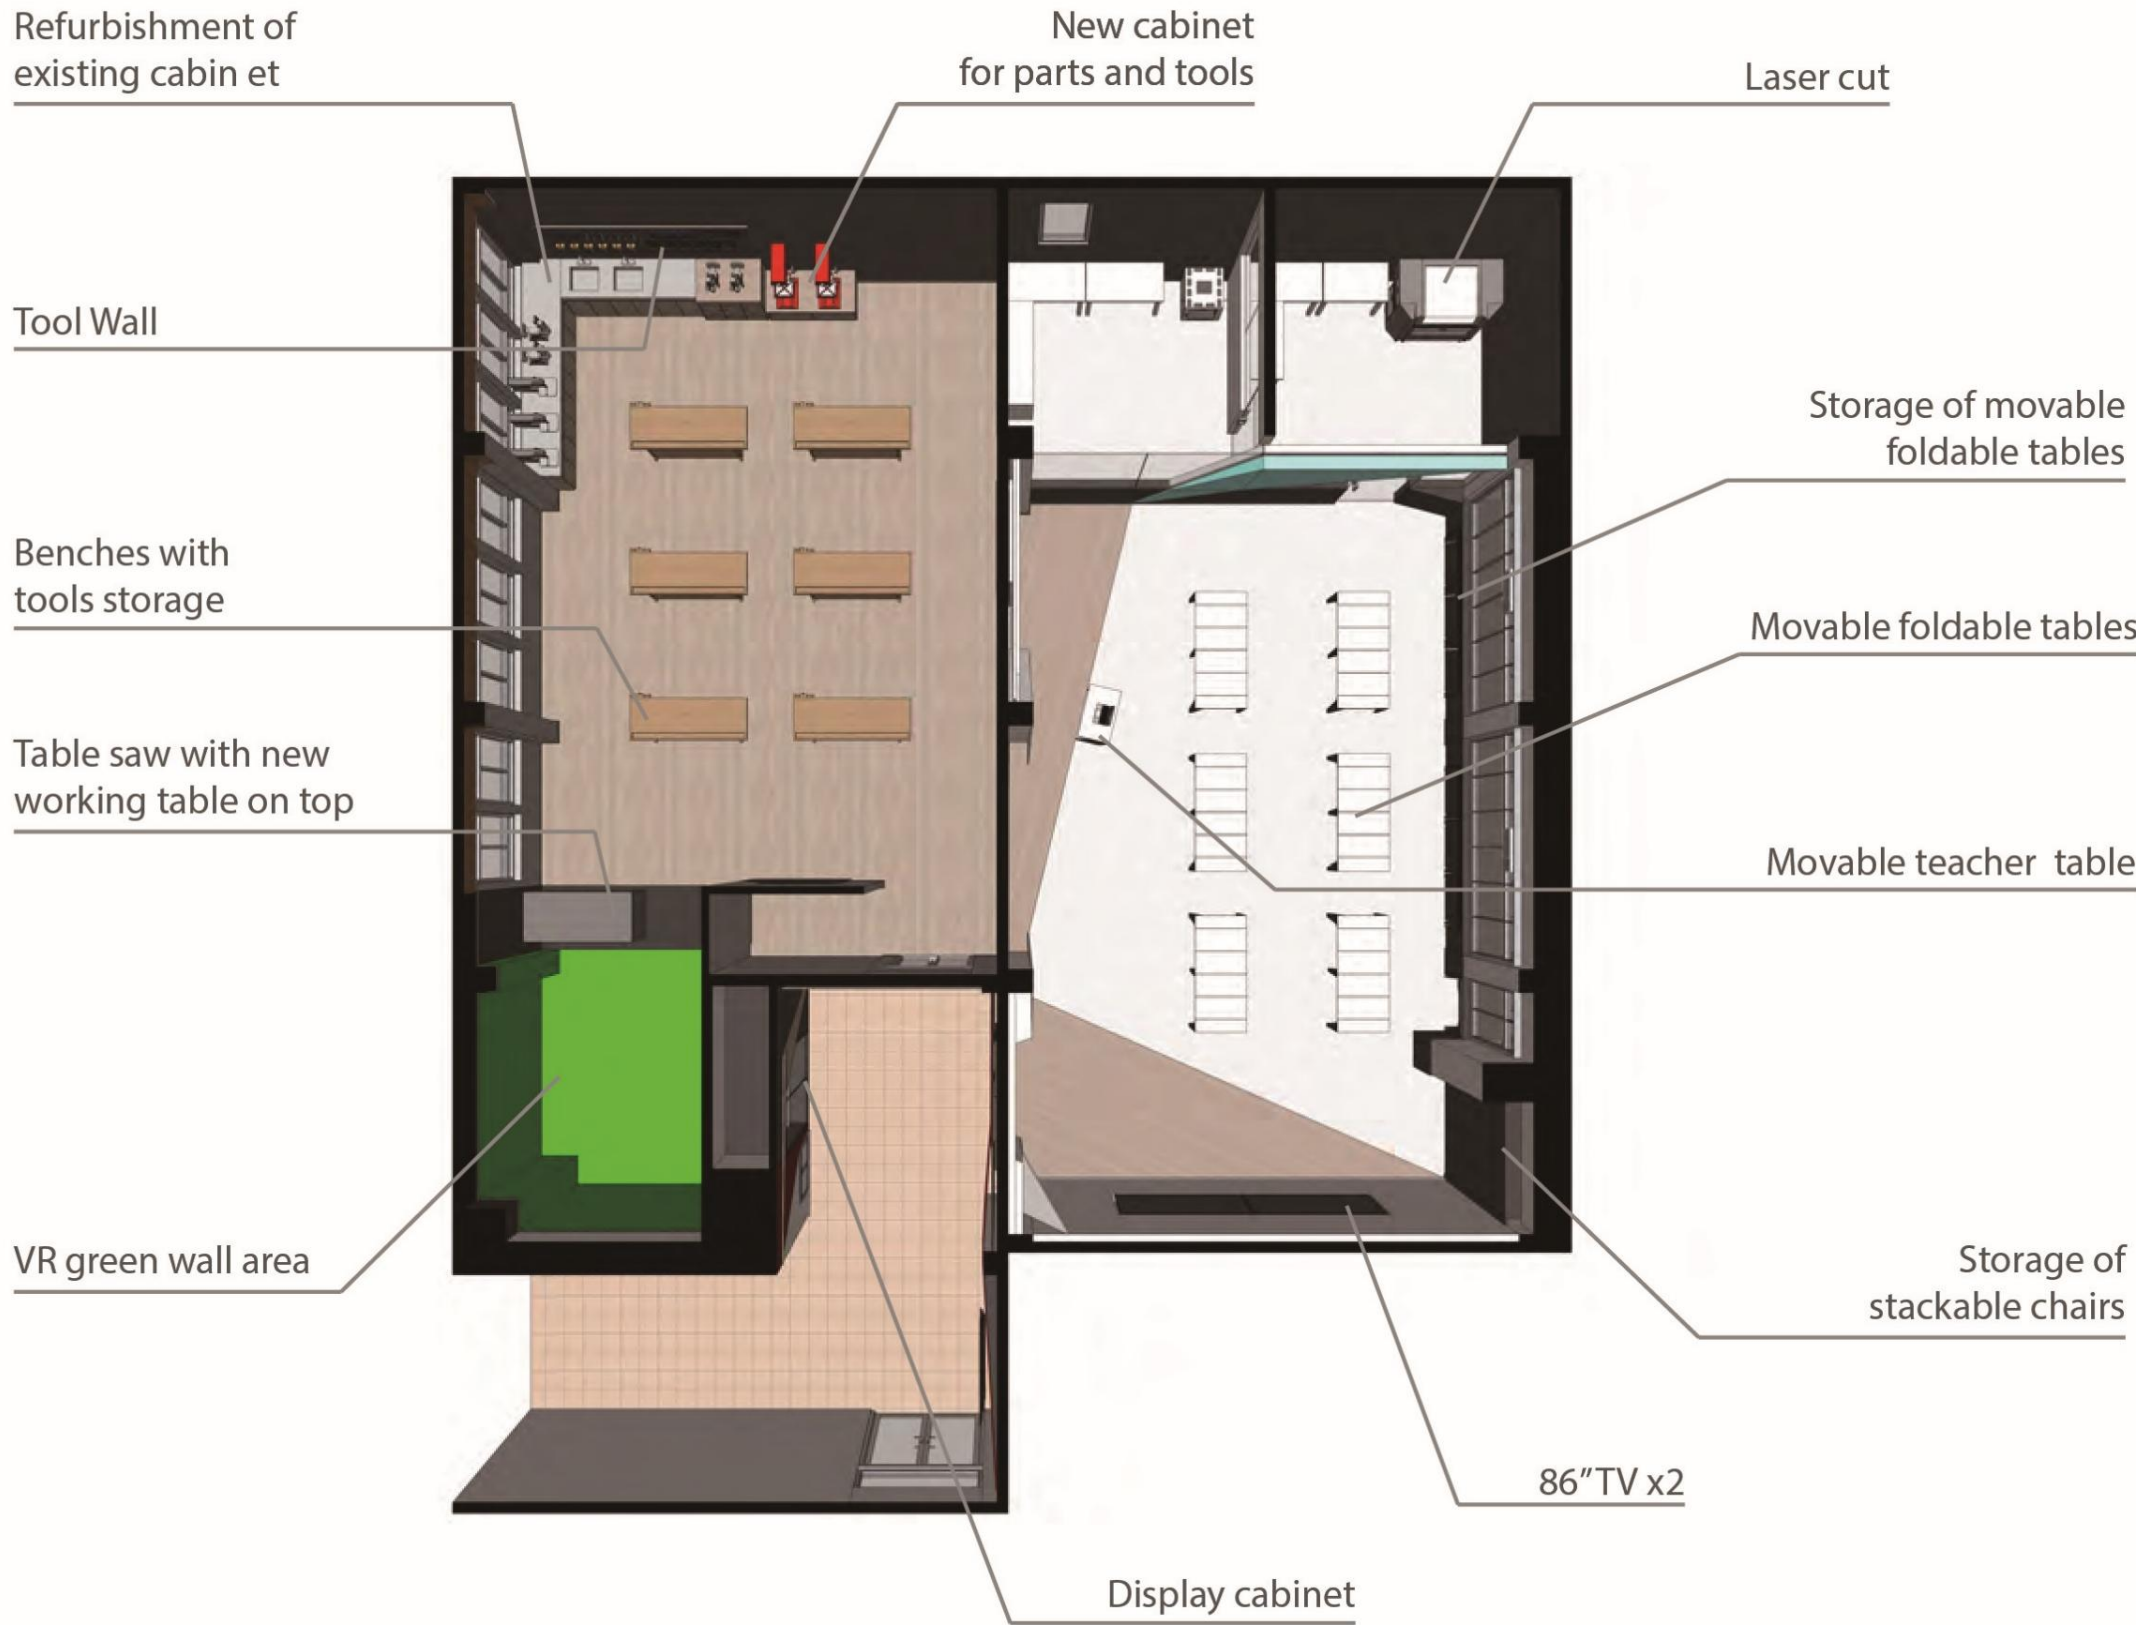 Refurbishment of
existing cabin et
New cabinet
for parts and tools
Laser cut
Tool Wall
Storage of movable
foldable tables
Benches with
tools storage
Movable foldable tables
Table saw with new
working table on top
Movable teacher  table
VR green wall area
Storage of
stackable chairs
86”TV x2
Display cabinet